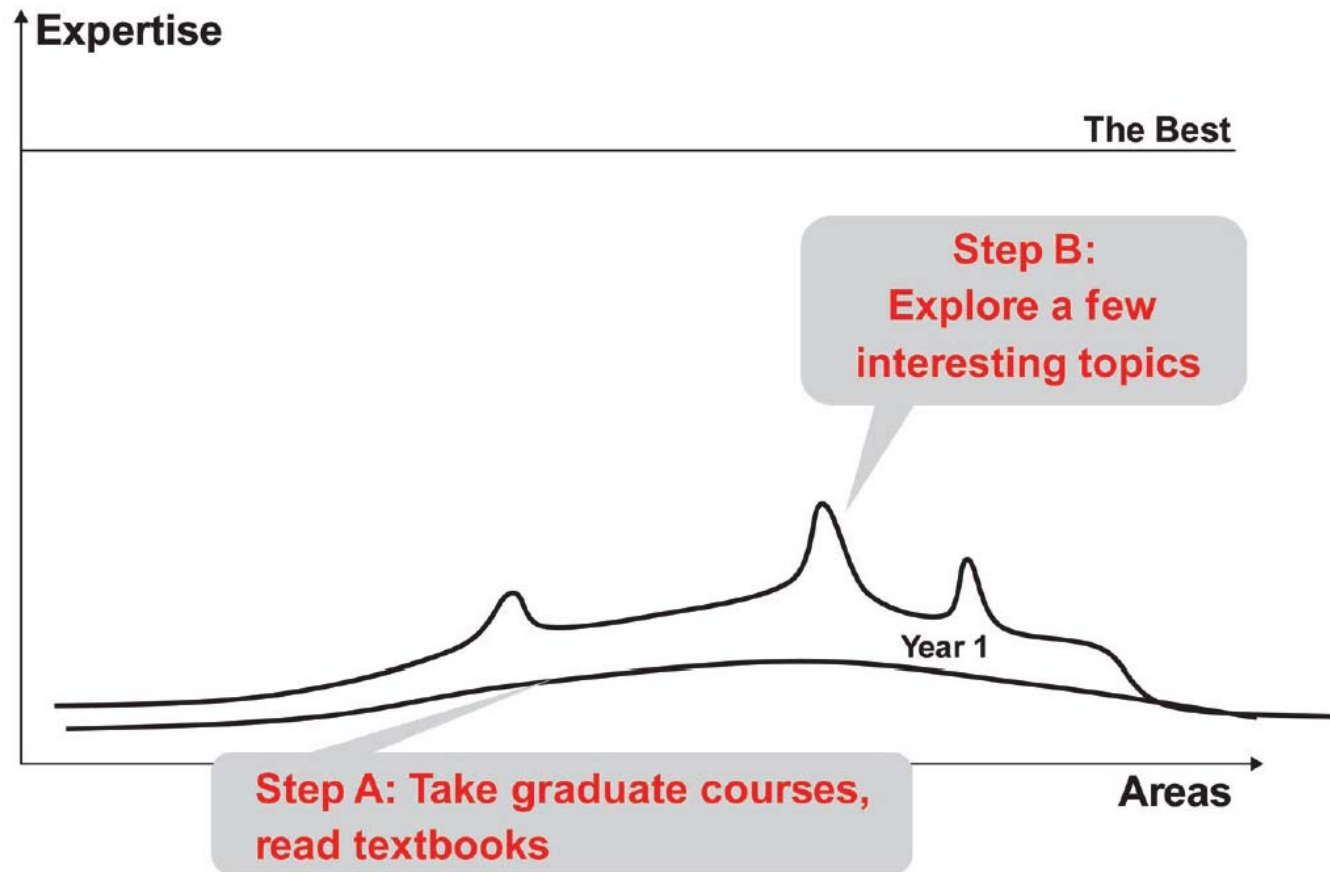 Expertise
The Best
Step B:
Explore a few
interesting topics
Year 1
Step A: Take graduate courses,
read textbooks
Areas